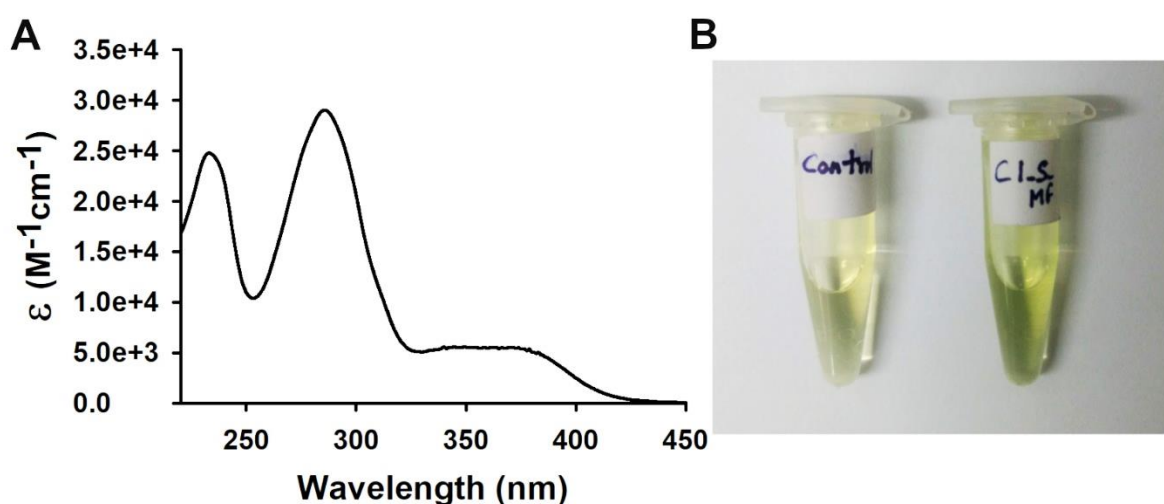 A
3.5e+4
3.0e+4
2.5e+4
2.0e+4
1.5e+4
1.0e+4
5.0e+3
0.0
ε (M-1cm-1)
250
300
350
400
450
Wavelength (nm)
B
Control
CI_S
MF